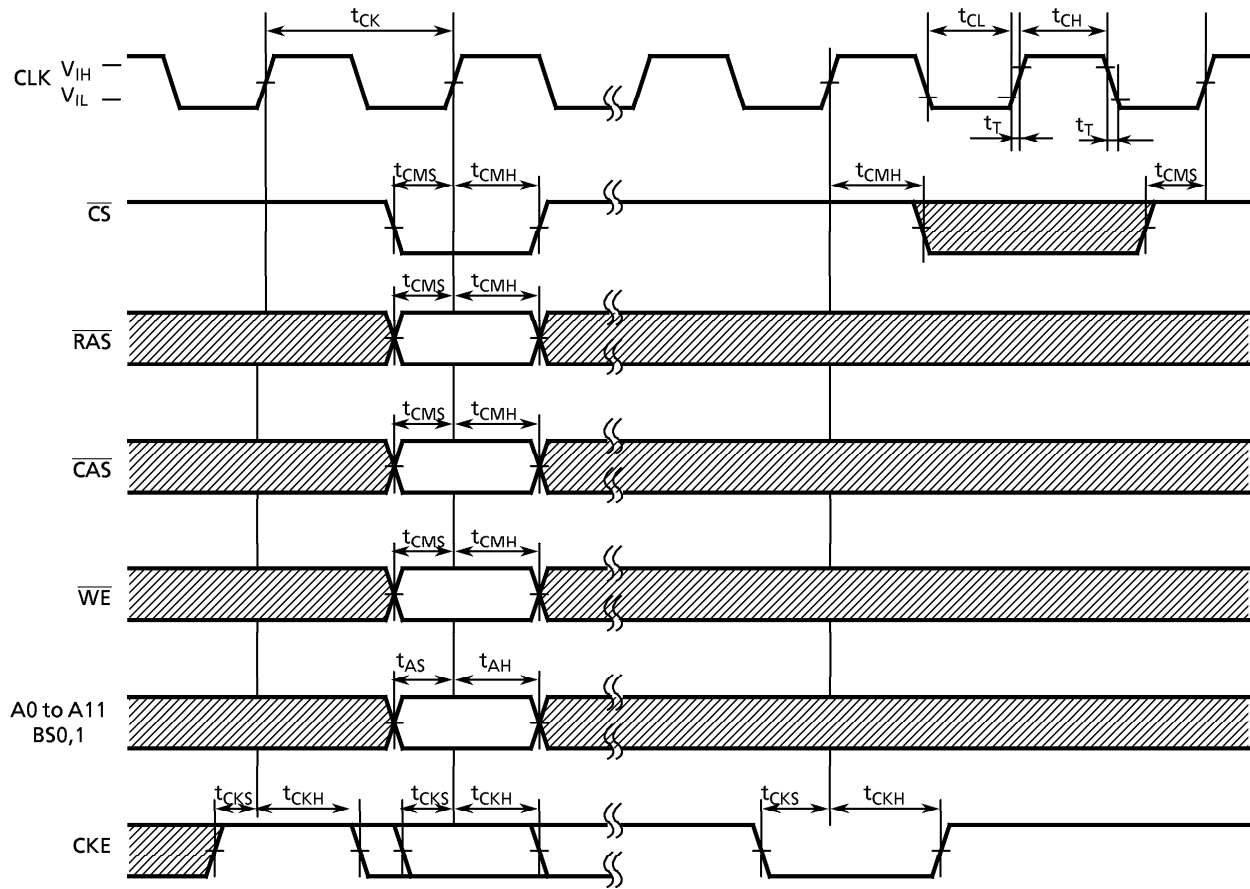 tCK tCL tCH
CLK VIH
VIL
tT tT
tCMS tCMH tCMH tCMS
CS
tCMS tCMH
RAS
tCMS tCMH
CAS
tCMS tCMH
WE
tAS tAH
A0 to A11
BS0,1
tCKS tCKH tCKS tCKH tCKS tCKH
CKE